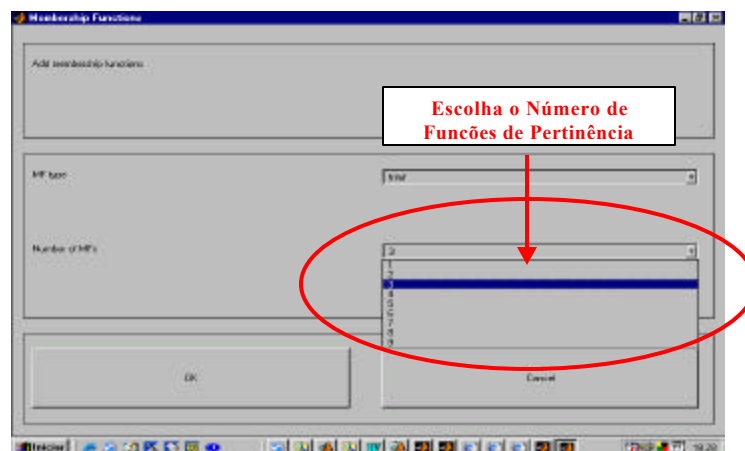 Membership Functions
Add membership functions
Escolha o Número de
Funcões de Pertinência
MF type
trimf
Number of MFs
3
1
2
3
4
5
6
7
8
9
OK
Cancel
Iniciar